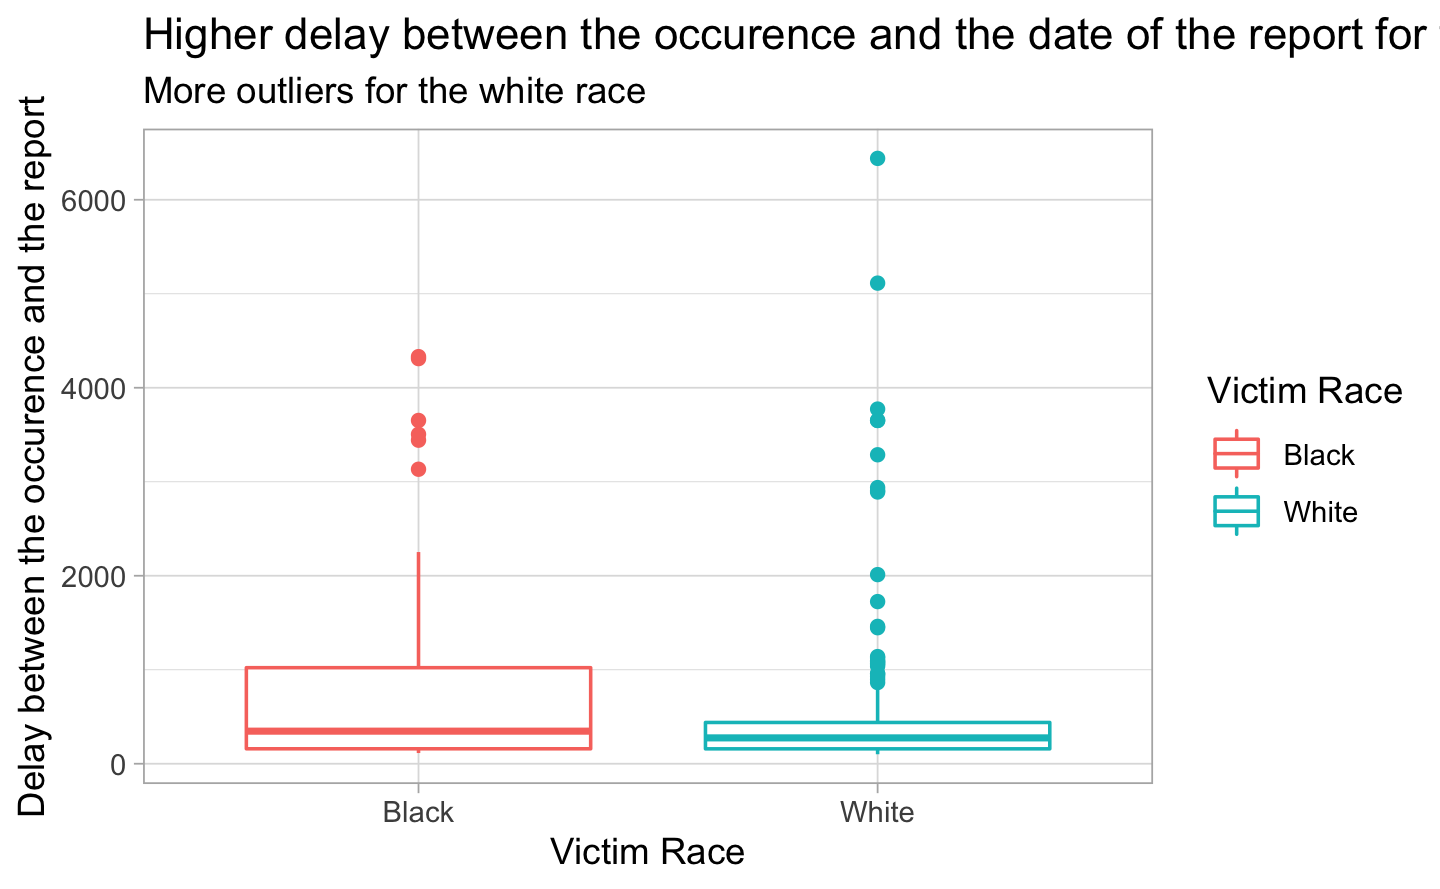 Higher delay between the occurence and the date of the report for
More outliers for the white race
Delay between the occurence and the report
6000
4000
2000
0
Black
White
Victim Race
Victim Race
Black
White